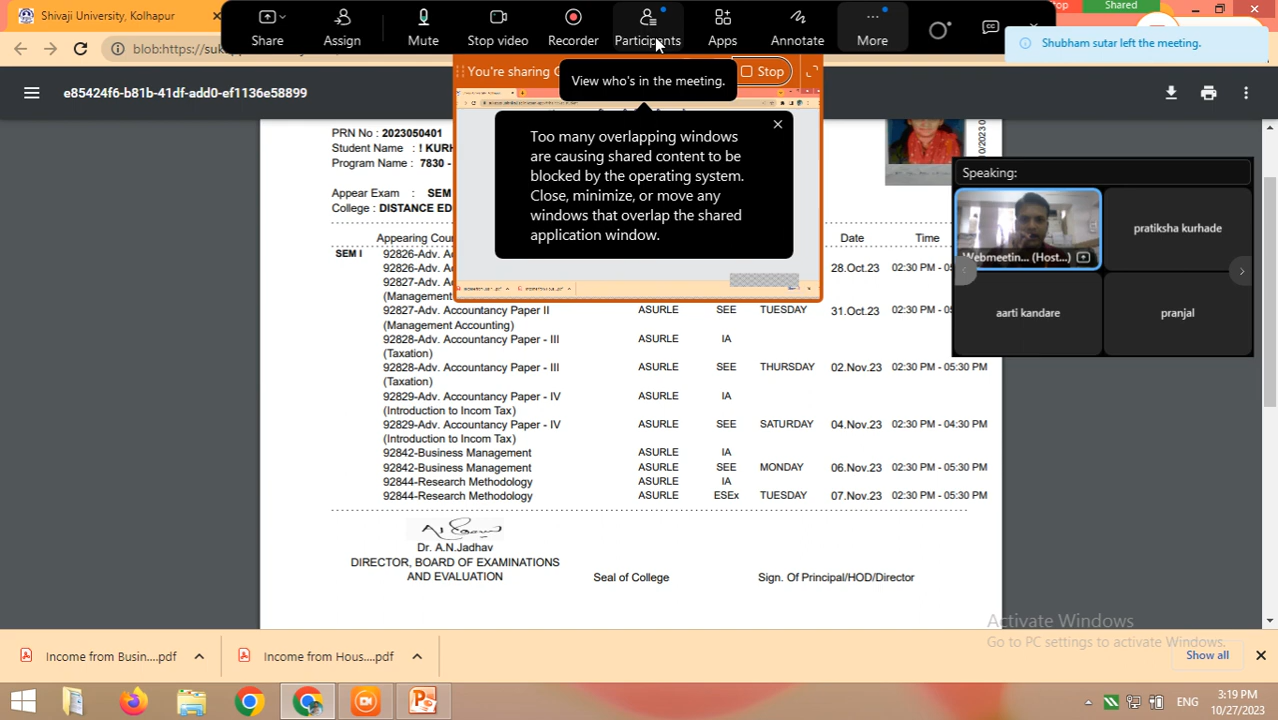 Shivaji University, Kolhapur
Share
Assign
Mute
Stop video
Recorder
Participants
Apps
Annotate
More
Shared
Shubham sutar left the meeting.
blob:https://suk
You're sharing
Stop
View who's in the meeting.
e85424f6-b81b-41df-add0-ef1136e58899
Too many overlapping windows
are causing shared content to be
blocked by the operating system.
Close, minimize, or move any
windows that overlap the shared
application window.
PRN No : 2023050401
Student Name : ! KURH
Program Name : 7830 -
Appear Exam : SEM
College : DISTANCE ED
Speaking:
Webmeetin... (Host...)
pratiksha kurhade
aarti kandare
pranjal
Appearing Cou
Date
Time
SEM I
92826-Adv. A
92826-Adv. A
28.Oct.23 02:30 PM - 0
92827-Adv. A
(Management
92827-Adv. Accountancy Paper II ASURLE SEE TUESDAY 31.Oct.23 02:30 PM - 0
(Management Accounting)
92828-Adv. Accountancy Paper - III ASURLE IA
(Taxation)
92828-Adv. Accountancy Paper - III ASURLE SEE THURSDAY 02.Nov.23 02:30 PM - 05:30 PM
(Taxation)
92829-Adv. Accountancy Paper - IV ASURLE IA
(Introduction to Incom Tax)
92829-Adv. Accountancy Paper - IV ASURLE SEE SATURDAY 04.Nov.23 02:30 PM - 04:30 PM
(Introduction to Incom Tax)
92842-Business Management ASURLE IA
92842-Business Management ASURLE SEE MONDAY 06.Nov.23 02:30 PM - 05:30 PM
92844-Research Methodology ASURLE IA
92844-Research Methodology ASURLE ESEx TUESDAY 07.Nov.23 02:30 PM - 05:30 PM
Dr. A.N.Jadhav
DIRECTOR, BOARD OF EXAMINATIONS
AND EVALUATION
Seal of College
Sign. Of Principal/HOD/Director
Activate Windows
Go to PC settings to activate Windows.
Income from Busin....pdf
Income from Hous....pdf
Show all
ENG
3:19 PM
10/27/2023